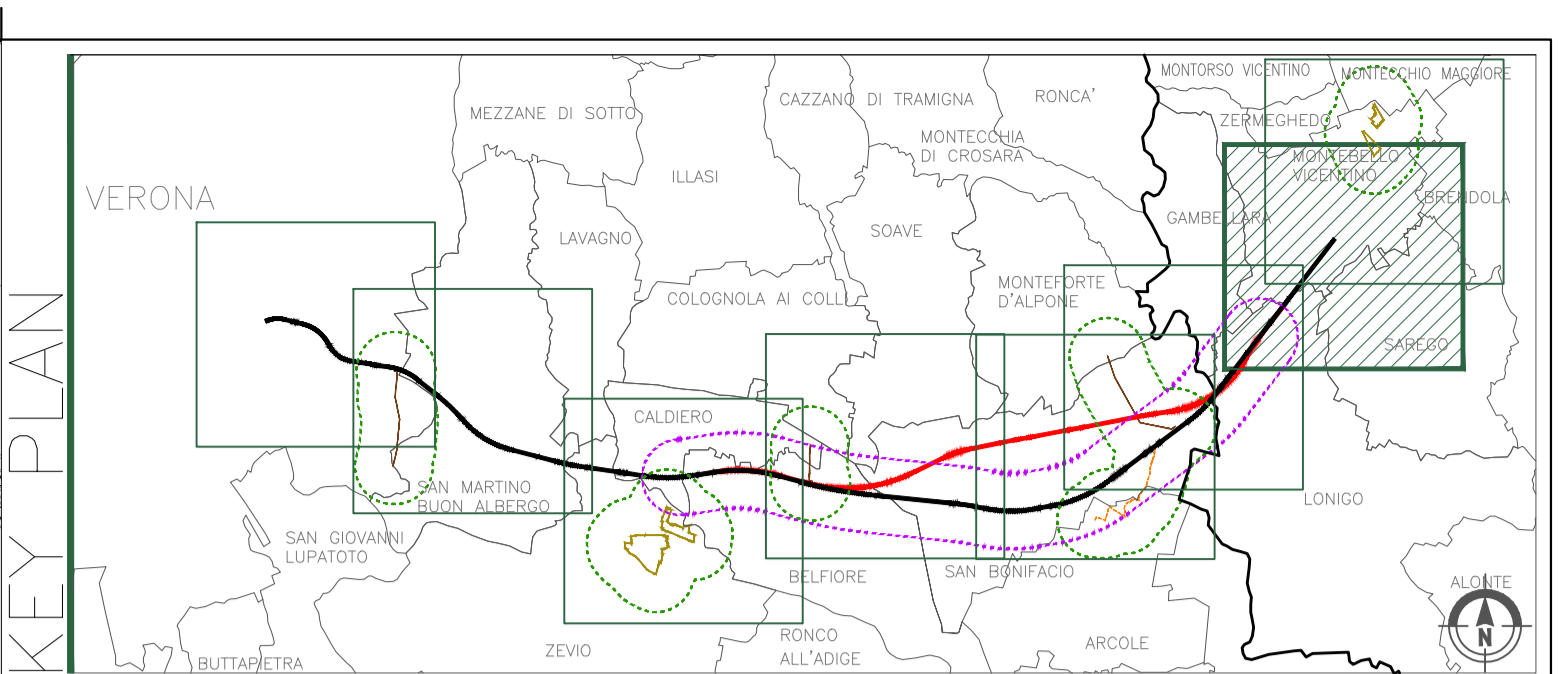 KEY PLAN
MONTORSO VICENTINO
MONTECCHIO MAGGIORE
MEZZANE DI SOTTO
CAZZANO DI TRAMIGNA
RONCA'
ZERMEGHEDO
MONTECCHIA
DI CROSARA
MONTEBELLO
VICENTINO
ILLASI
VERONA
BRENDOLA
GAMBELLARA
LAVAGNO
SOAVE
MONTEFORTE
D'ALPONE
COLOGNOLA AI COLLI
SAREGO
CALDIERO
SAN MARTINO
BUON ALBERGO
LONIGO
SAN GIOVANNI
LUPATOTO
BELFIORE
SAN BONIFACIO
ALONTE
N
ZEVIO
RONCO
ALL'ADIGE
ARCOLE
BUTTAPIETRA